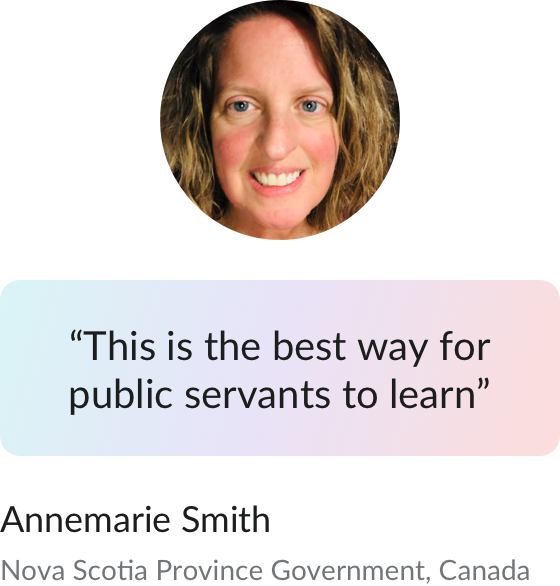 “This is the best way for
public servants to learn”
Annemarie Smith
Nova Scotia Province Government, Canada